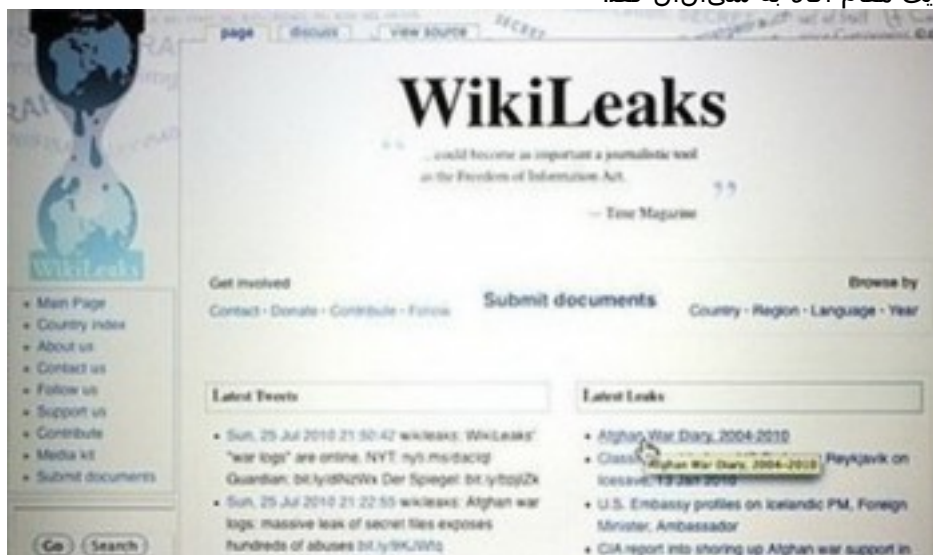 page discuss view source
SECRET
WikiLeaks
“ ... could become as important a journalistic tool
as the Freedom of Information Act. ”
— Time Magazine
WikiLeaks
Get involved
Contact - Donate - Contribute - Follow
Submit documents
Browse by
Country - Region - Language - Year
Main Page
Country index
About us
Contact us
Follow us
Support us
Contribute
Media kit
Submit documents
Go Search
Latest Tweets
Sun, 25 Jul 2010 21:50:42 wikileaks: WikiLeaks'
"war logs" are online. NYT:
Guardian: Der Spiegel:
Sun, 25 Jul 2010 21:22:55 wikileaks: Afghan war
logs: massive leak of secret files exposes
hundreds of abuses
Latest Leaks
Afghan War Diary, 2004-2010
Afghan War Diary, 2004-2010
Reykjavik on
Icesave, 13 Jan 2010
U.S. Embassy profiles on Icelandic PM, Foreign
Minister, Ambassador
CIA report into shoring up Afghan war support in